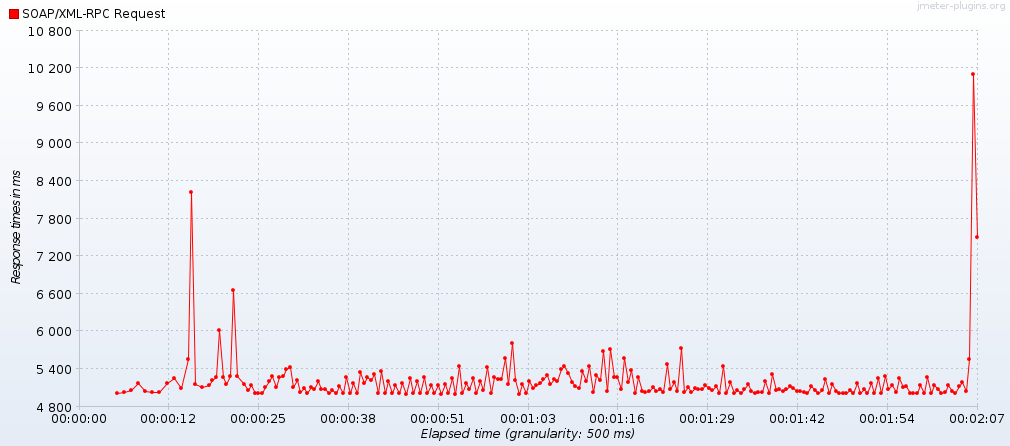 jmeter-plugins.org
SOAP/XML-RPC Request
10 800
10 200
9 600
9 000
8 400
7 800
7 200
6 600
6 000
5 400
4 800
Response times in ms
00:00:00 00:00:12 00:00:25 00:00:38 00:00:51 00:01:03 00:01:16 00:01:29 00:01:42 00:01:54 00:02:07
Elapsed time (granularity: 500 ms)